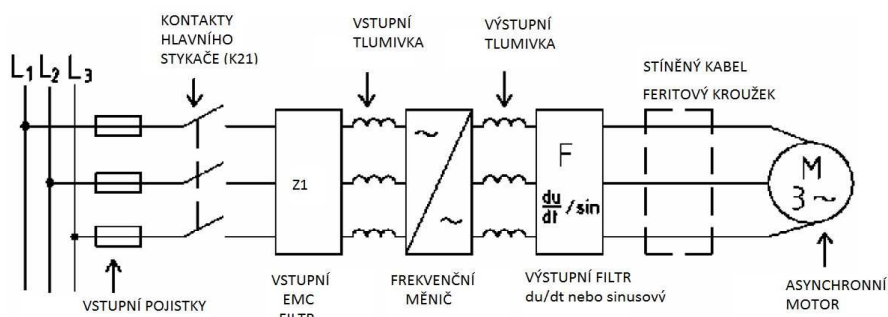 KONTAKTY
HLAVNÍHO
STYKAČE (K21)
VSTUPNÍ
TLUMIVKA
VÝSTUPNÍ
TLUMIVKA
STÍNĚNÝ KABEL
FERITOVÝ KROUŽEK
L1 L2 L3
Z1
~
~
F
du/dt / sin
M
3 ~
VSTUPNÍ POJISTKY
VSTUPNÍ
EMC
FILTR
FREKVENČNÍ
MĚNIČ
VÝSTUPNÍ FILTR
du/dt nebo sinusový
ASYNCHRONNÍ
MOTOR